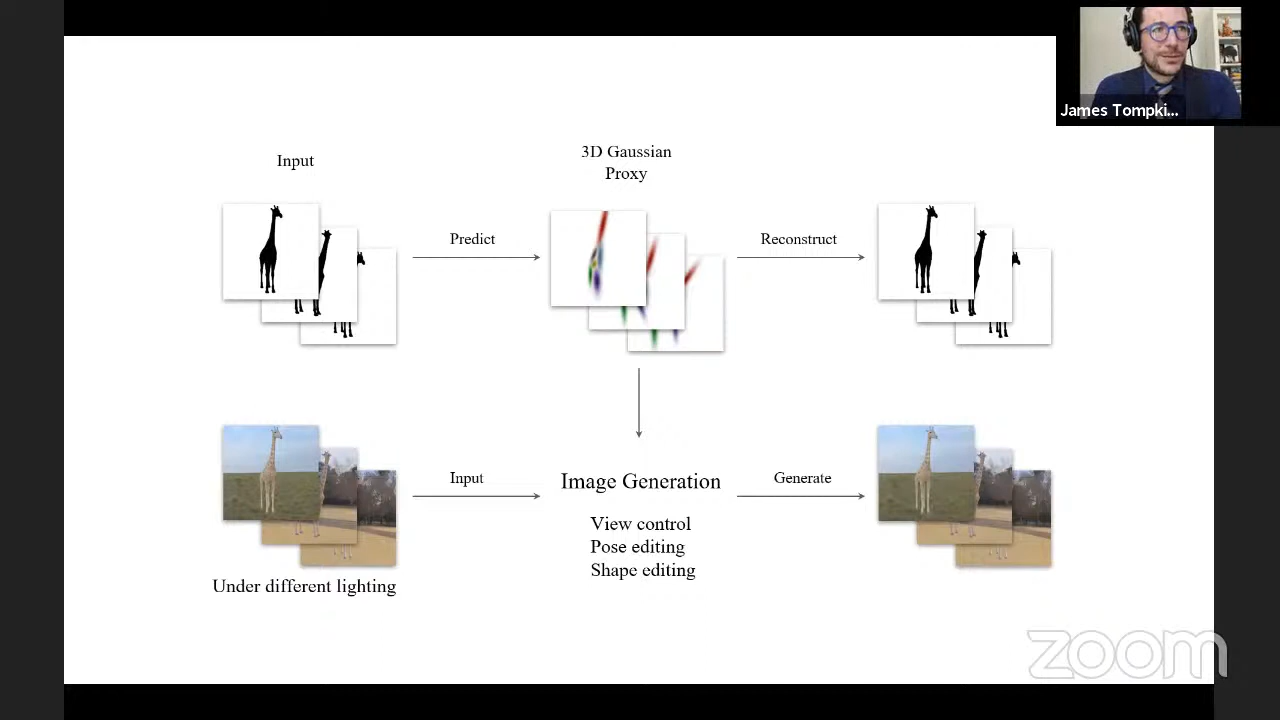 James Tompki...
Input
3D Gaussian
Proxy
Predict
Reconstruct
Input
Image Generation
Generate
View control
Pose editing
Shape editing
Under different lighting
zoom